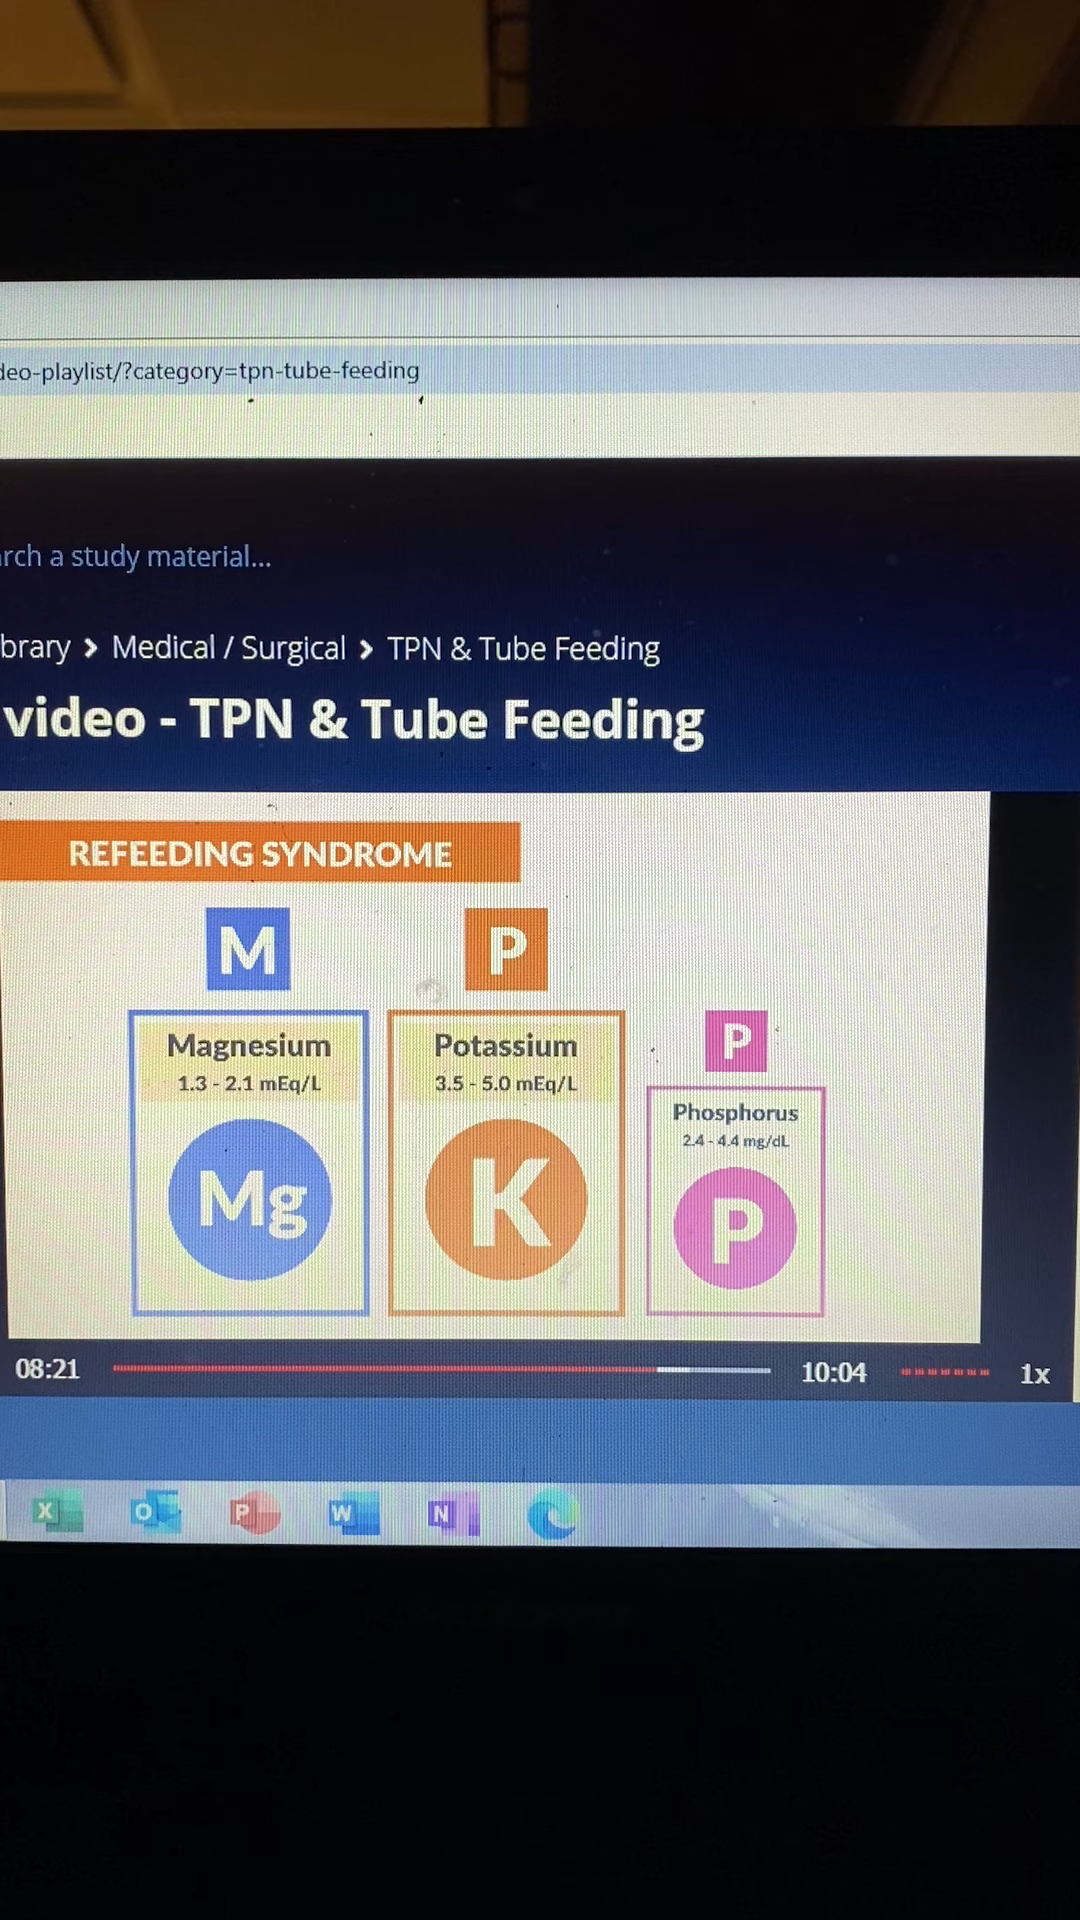 deo-playlist/?category=tpn-tube-feeding
rch a study material...
brary > Medical / Surgical > TPN & Tube Feeding
video - TPN & Tube Feeding
REFEEDING SYNDROME
M
P
P
Magnesium
1.3 - 2.1 mEq/L
Mg
Potassium
3.5 - 5.0 mEq/L
K
Phosphorus
2.4 - 4.4 mg/dL
P
08:21
10:04
1x
X
O
P
W
N